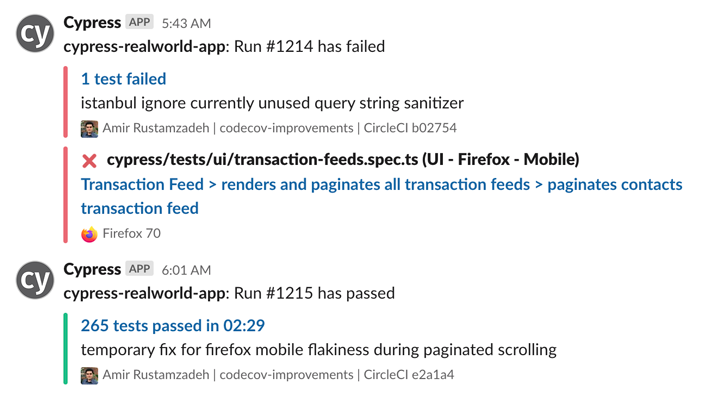 cy Cypress APP 5:43 AM
cypress-realworld-app: Run #1214 has failed
1 test failed
istanbul ignore currently unused query string sanitizer
Amir Rustamzadeh | codecov-improvements | CircleCI b02754
cypress/tests/ui/transaction-feeds.spec.ts (UI - Firefox - Mobile)
Transaction Feed > renders and paginates all transaction feeds > paginates contacts
transaction feed
Firefox 70
cy Cypress APP 6:01 AM
cypress-realworld-app: Run #1215 has passed
265 tests passed in 02:29
temporary fix for firefox mobile flakiness during paginated scrolling
Amir Rustamzadeh | codecov-improvements | CircleCI e2a1a4